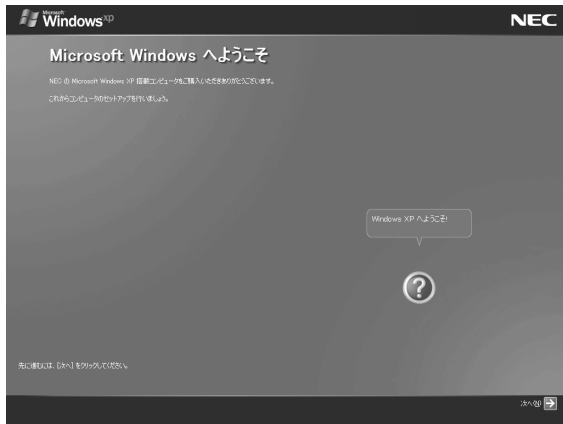 Microsoft
Windows xp
NEC
Microsoft Windows へようこそ
NEC の Microsoft Windows XP 搭載コンピュータをご購入いただきありがとうございます。
これからコンピュータのセットアップを行いましょう。
Windows XP へようこそ!
先に進むには、[次へ] をクリックしてください。
次へ(N)